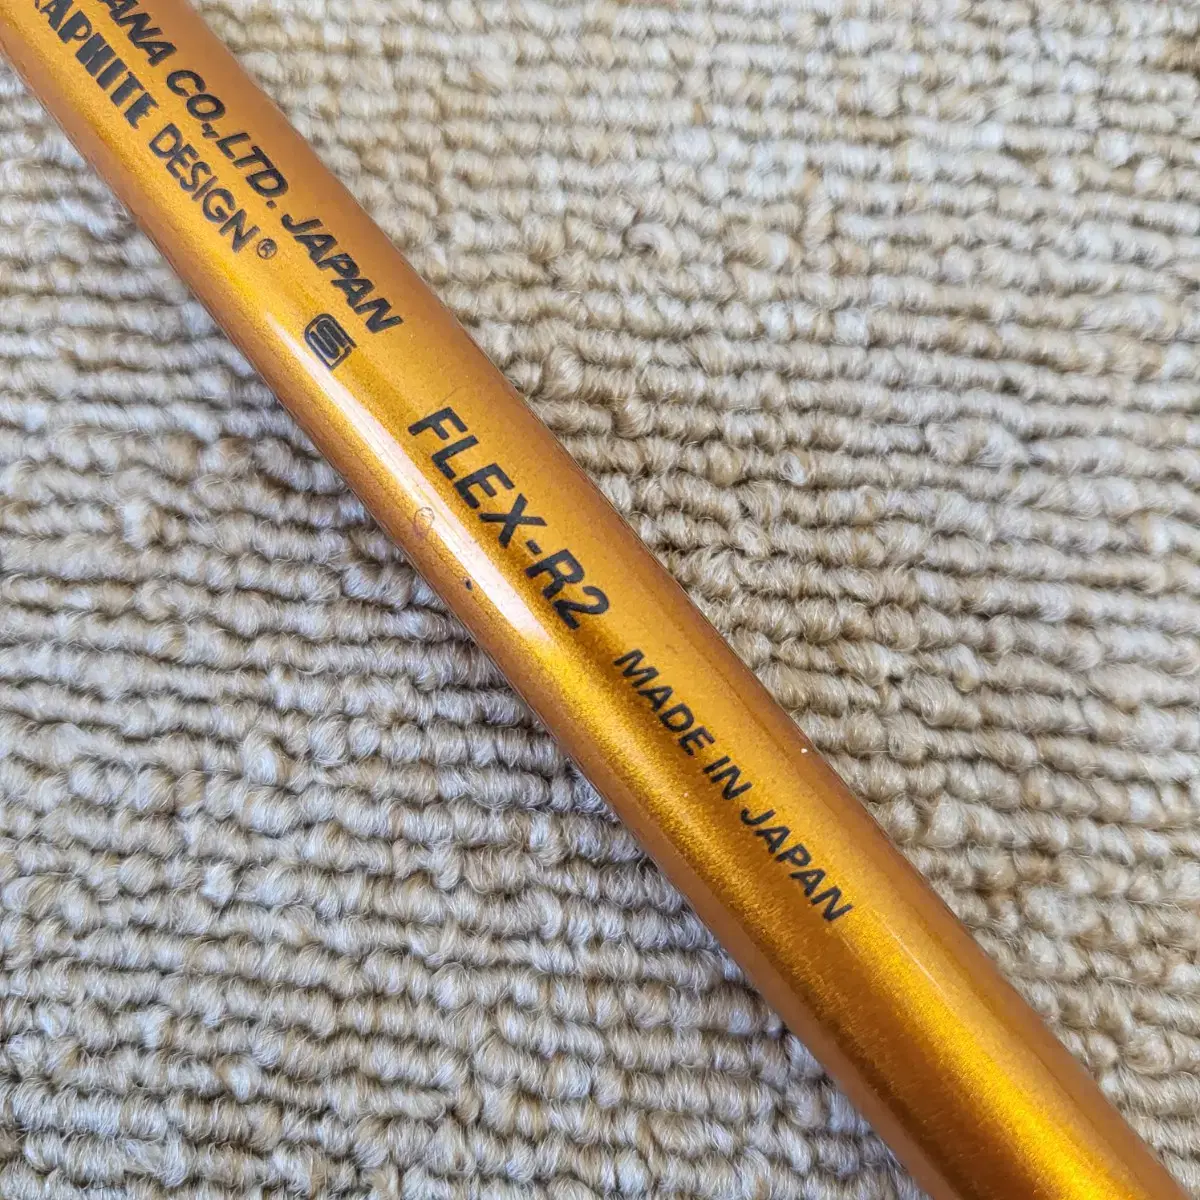 CO.,LTD. JAPAN
DESIGN®
FLEX-R2 MADE IN JAPAN